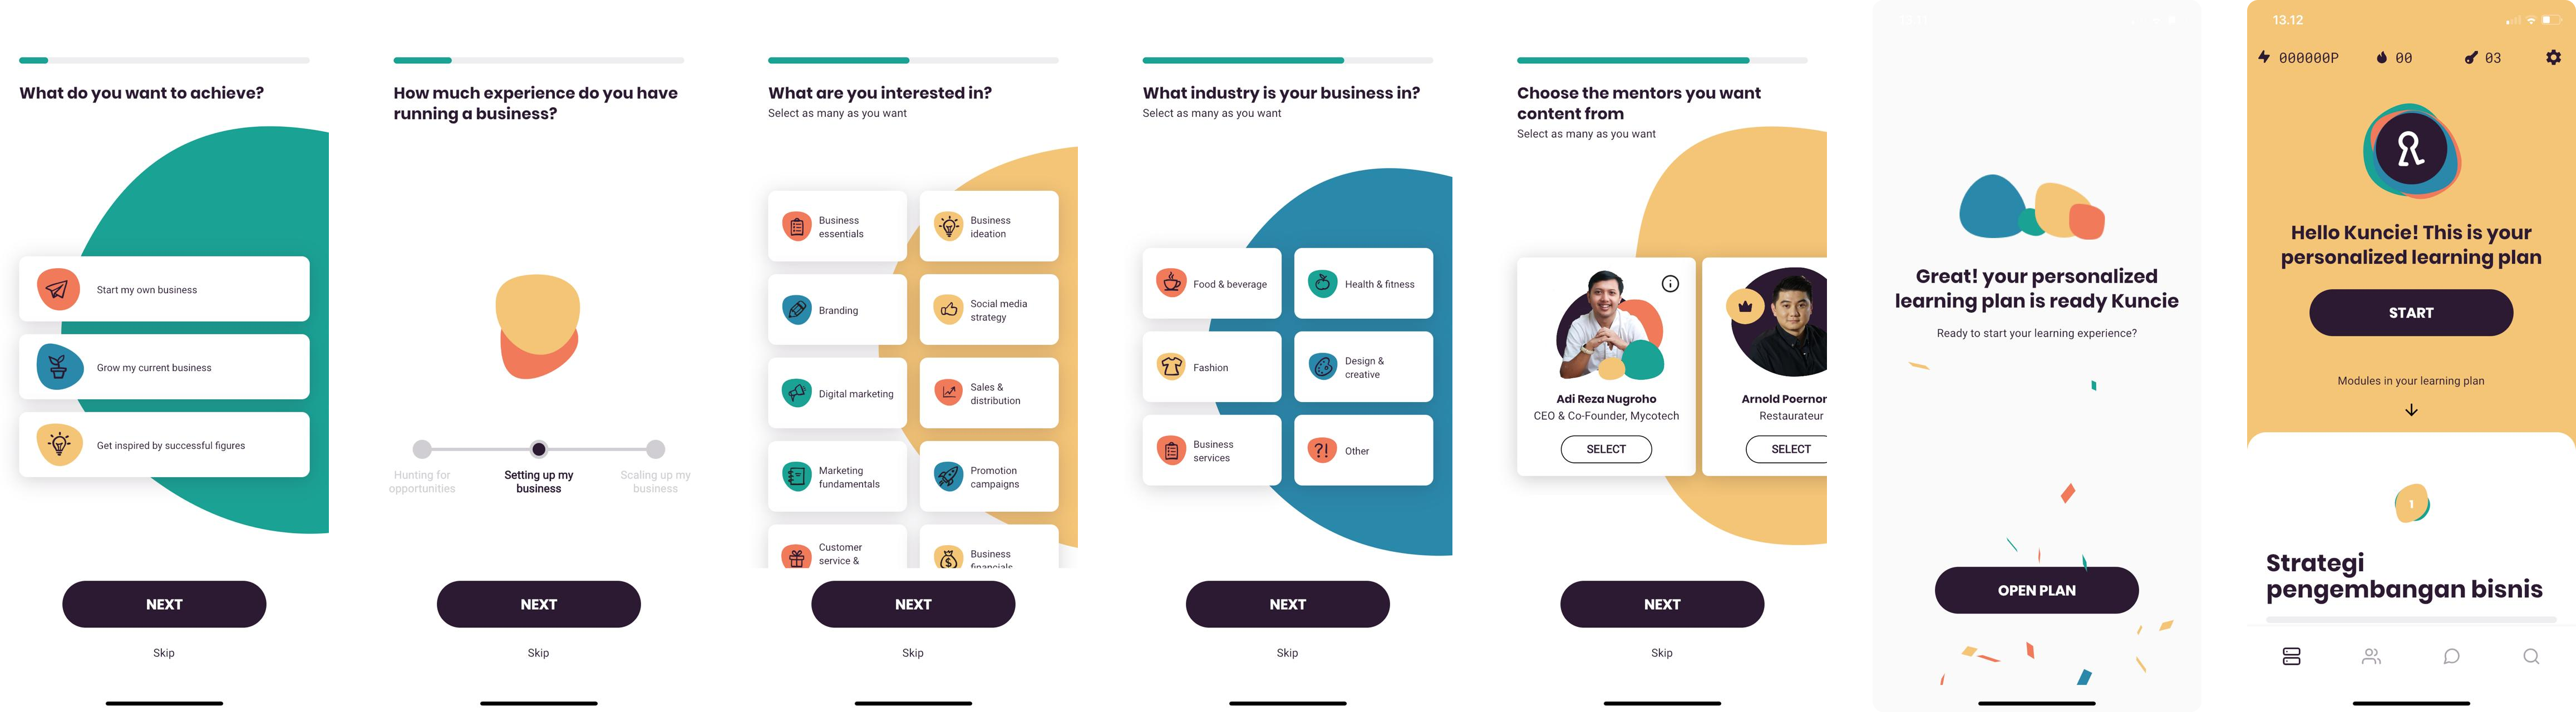 What do you want to achieve?
Start my own business
Grow my current business
Get inspired by successful figures
NEXT
Skip
How much experience do you have
running a business?
Hunting for
opportunities
Setting up my
business
Scaling up my
business
NEXT
Skip
What are you interested in?
Select as many as you want
Business
essentials
Business
ideation
Branding
Social media
strategy
Digital marketing
Sales &
distribution
Marketing
fundamentals
Promotion
campaigns
Customer
service &
Business
financials
NEXT
Skip
What industry is your business in?
Select as many as you want
Food & beverage
Health & fitness
Fashion
Design &
creative
Business
services
?! Other
NEXT
Skip
Choose the mentors you want
content from
Select as many as you want
Adi Reza Nugroho
CEO & Co-Founder, Mycotech
SELECT
Arnold Poernor
Restaurateur
SELECT
NEXT
Skip
Great! your personalized
learning plan is ready Kuncie
Ready to start your learning experience?
OPEN PLAN
13.12
000000P 00 03
Hello Kuncie! This is your
personalized learning plan
START
Modules in your learning plan
1
Strategi
pengembangan bisnis